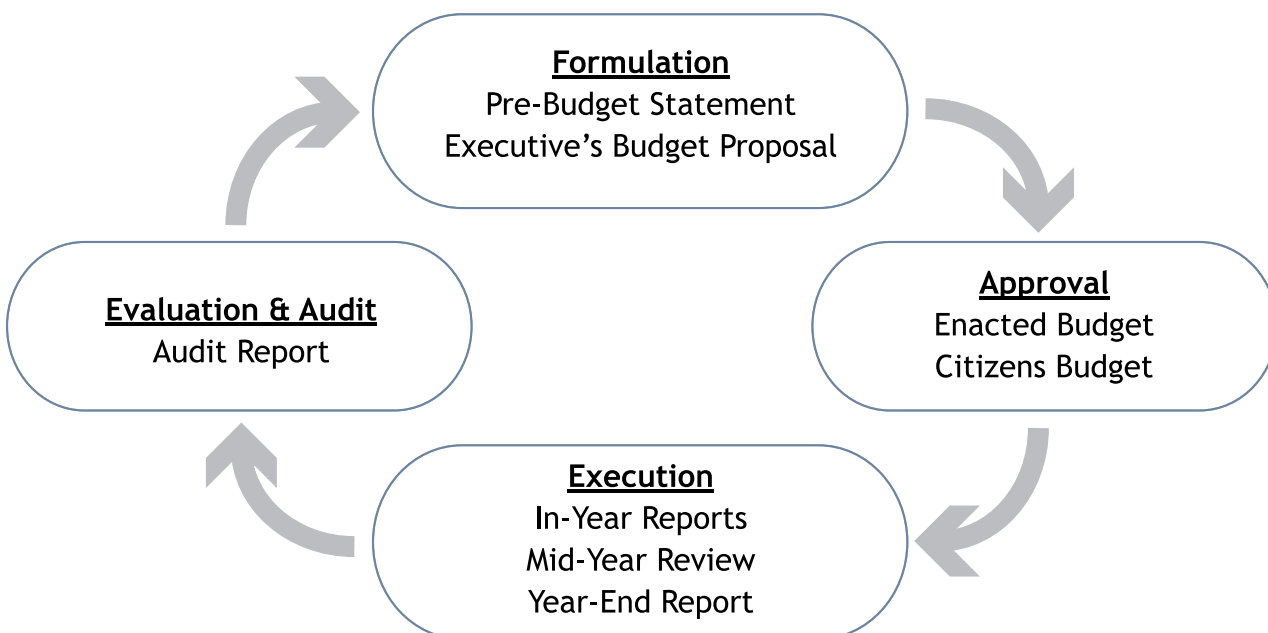 Formulation
Pre-Budget Statement
Executive’s Budget Proposal
Approval
Enacted Budget
Citizens Budget
Execution
In-Year Reports
Mid-Year Review
Year-End Report
Evaluation & Audit
Audit Report